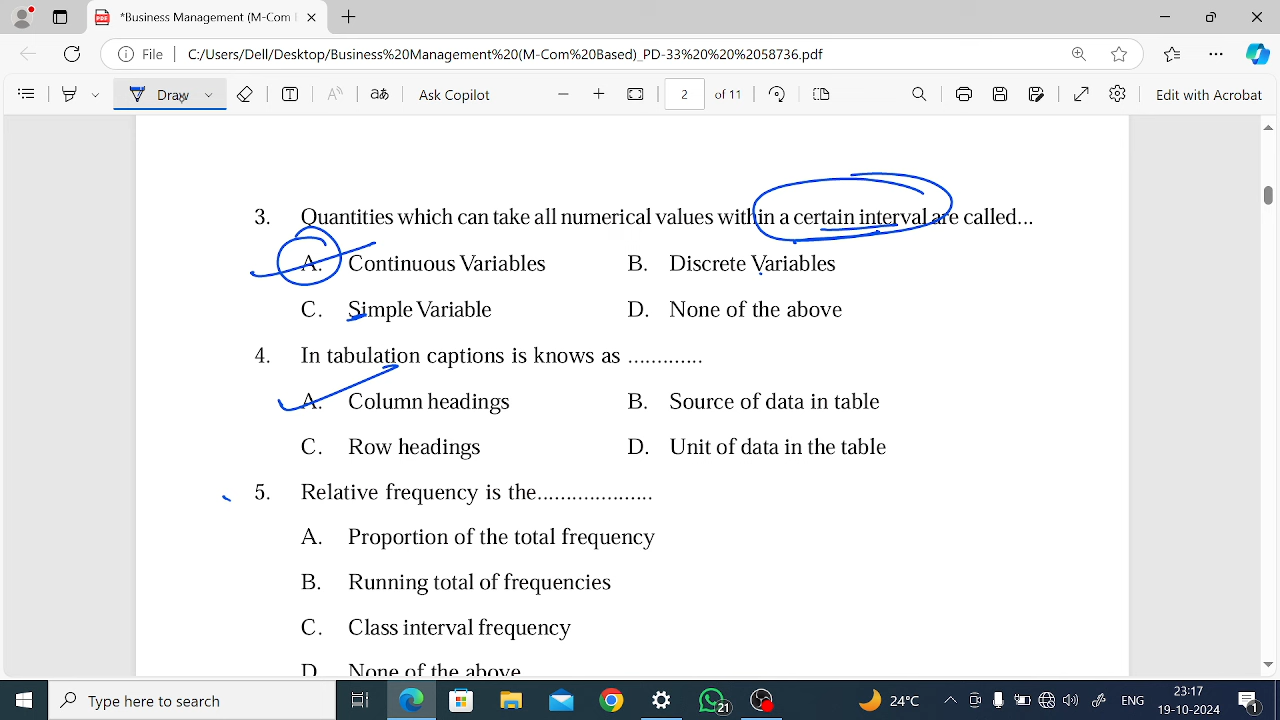 *Business Management (M-Com
File
C:/Users/Dell/Desktop/Business%20Management%20(M-Com%20Based)_PD-33%20%20%2058736.pdf
Draw
Ask Copilot
2
of 11
Edit with Acrobat
3. Quantities which can take all numerical values within a certain interval are called...
A. Continuous Variables
B. Discrete Variables
C. Simple Variable
D. None of the above
4. In tabulation captions is knows as .............
A. Column headings
B. Source of data in table
C. Row headings
D. Unit of data in the table
5. Relative frequency is the....................
A. Proportion of the total frequency
B. Running total of frequencies
C. Class interval frequency
D. None of the above
Type here to search
21
24°C
ENG
23:17
19-10-2024
1